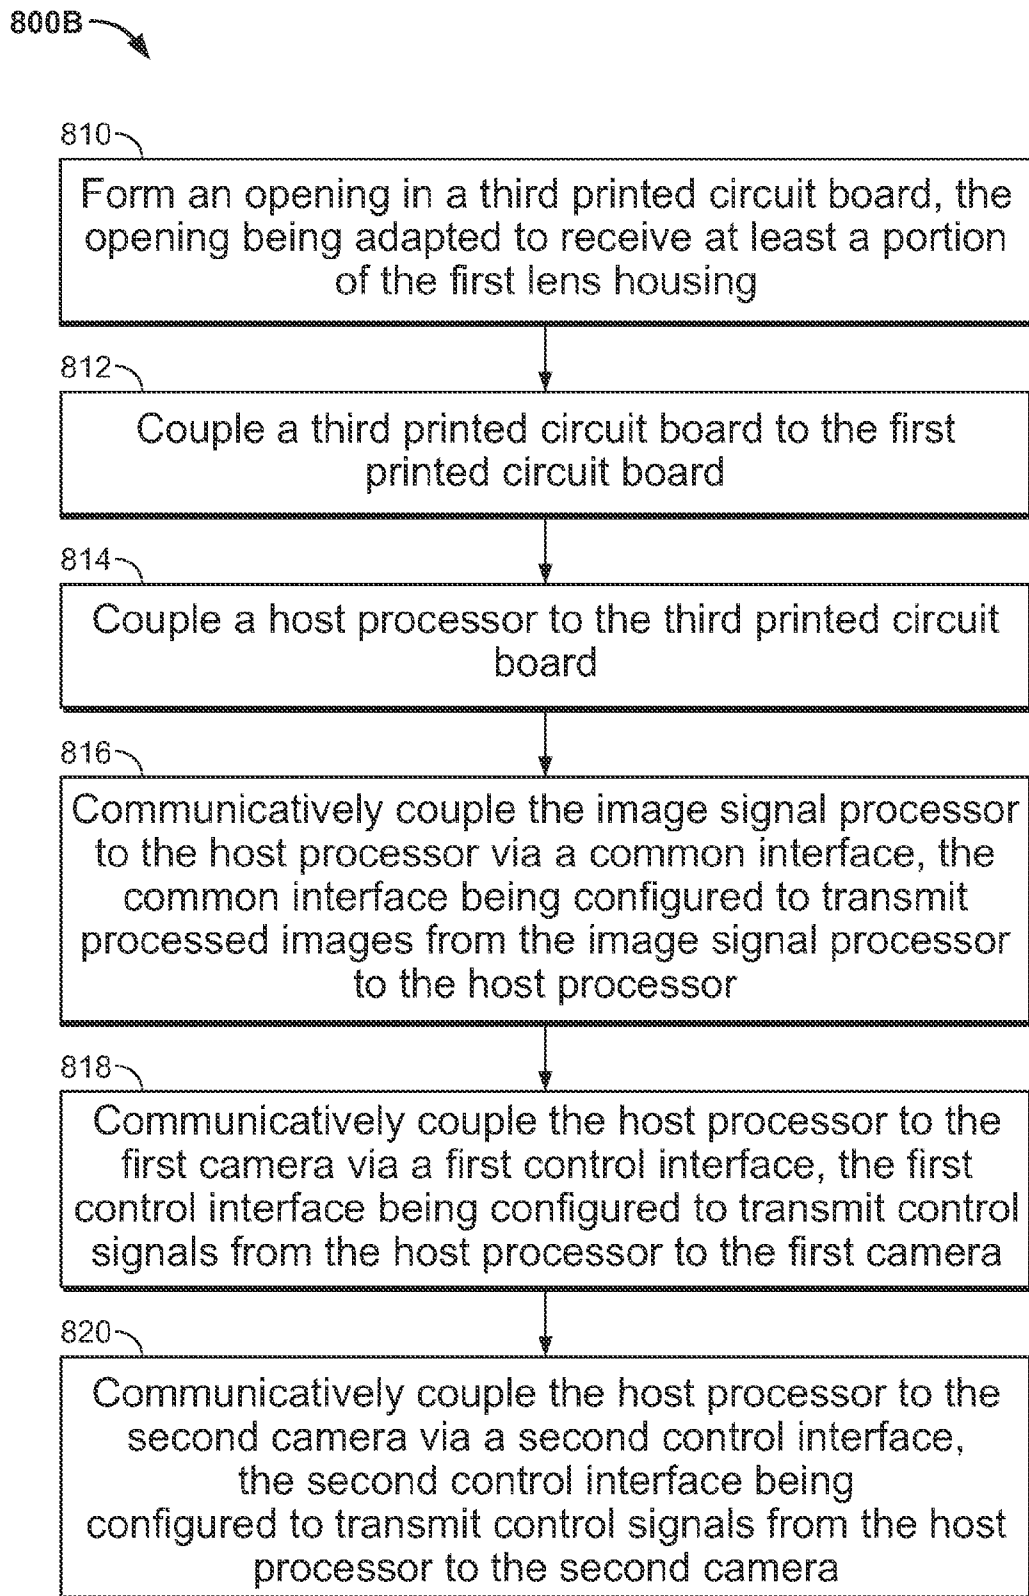 800B
810
Form an opening in a third printed circuit board, the
opening being adapted to receive at least a portion
of the first lens housing
812
Couple a third printed circuit board to the first
printed circuit board
814
Couple a host processor to the third printed circuit
board
816
Communicatively couple the image signal processor
to the host processor via a common interface, the
common interface being configured to transmit
processed images from the image signal processor
to the host processor
818
Communicatively couple the host processor to the
first camera via a first control interface, the first
control interface being configured to transmit control
signals from the host processor to the first camera
820
Communicatively couple the host processor to the
second camera via a second control interface,
the second control interface being
configured to transmit control signals from the host
processor to the second camera